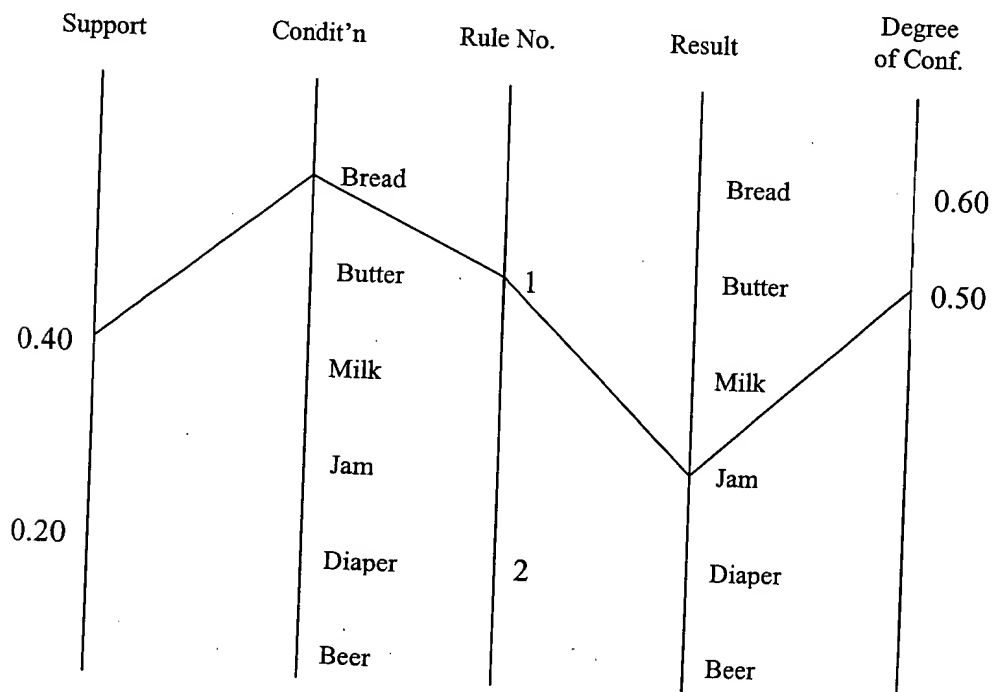 Support
Condit'n
Rule No.
Result
Degree
of Conf.
0.40
0.20
Bread
Butter
Milk
Jam
Diaper
Beer
1
2
Bread
Butter
Milk
Jam
Diaper
Beer
0.60
0.50